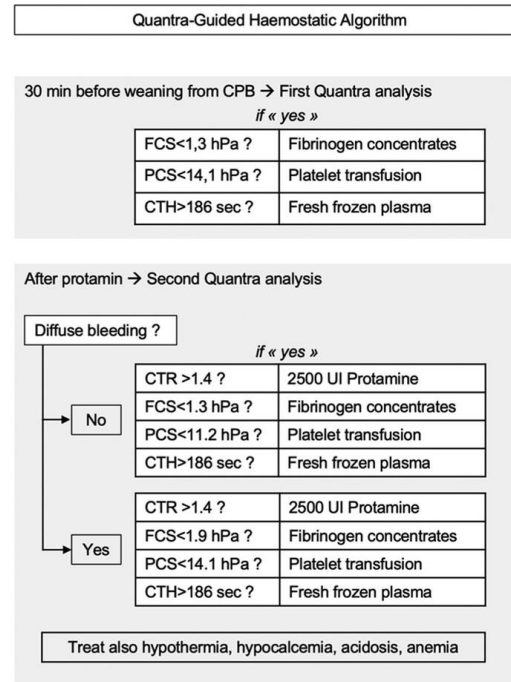 Quantra-Guided Haemostatic Algorithm
30 min before weaning from CPB → First Quantra analysis
if « yes »
FCS<1,3 hPa ? Fibrinogen concentrates
PCS<14,1 hPa ? Platelet transfusion
CTH>186 sec ? Fresh frozen plasma
After protamin → Second Quantra analysis
Diffuse bleeding ?
if « yes »
No
CTR >1.4 ? 2500 UI Protamine
FCS<1.3 hPa ? Fibrinogen concentrates
PCS<11.2 hPa ? Platelet transfusion
CTH>186 sec ? Fresh frozen plasma
Yes
CTR >1.4 ? 2500 UI Protamine
FCS<1.9 hPa ? Fibrinogen concentrates
PCS<14.1 hPa ? Platelet transfusion
CTH>186 sec ? Fresh frozen plasma
Treat also hypothermia, hypocalcemia, acidosis, anemia